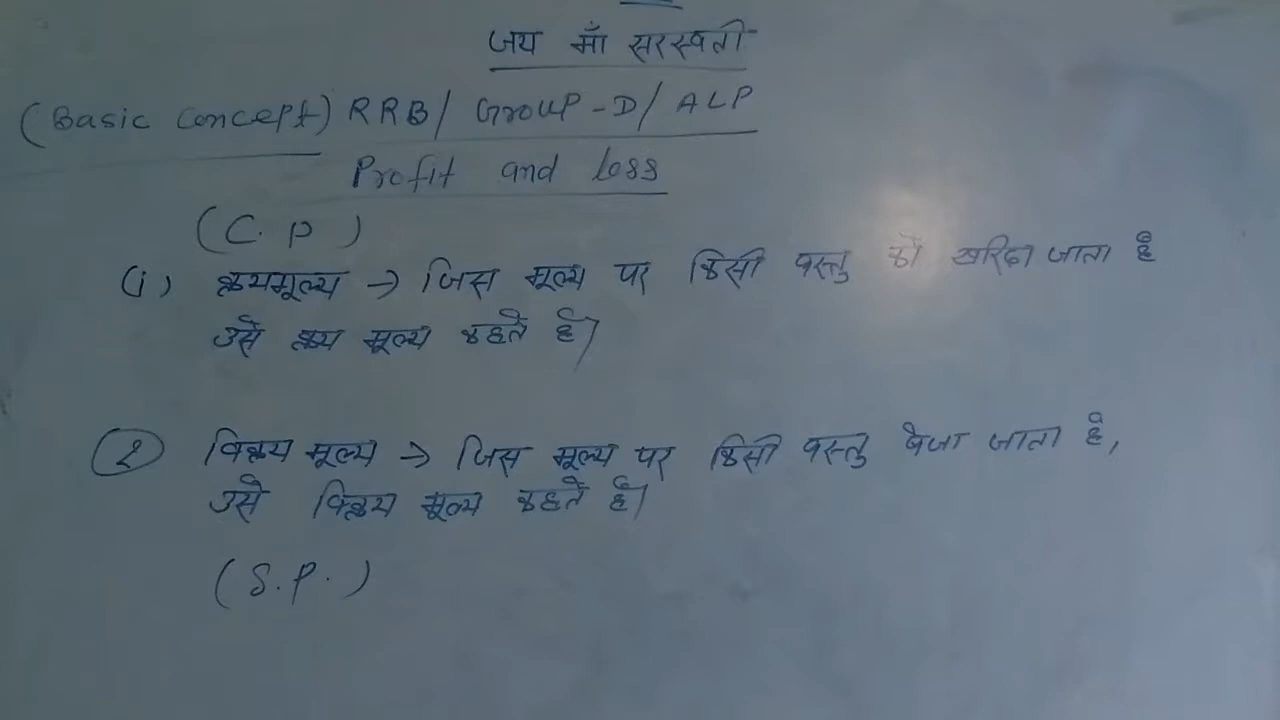 जय माँ सरस्वती
(Basic Concept) RRB/ Group-D/ ALP
Profit and loss
(C.P)
(1) क्रयमूल्य → जिस मूल्य पर किसी वस्तु को खरिदा जाता है
उसे क्रय मूल्य कहते है।
(2) विक्रय मूल्य → जिस मूल्य पर किसी वस्तु बेजा जाता है,
उसे विक्रय मूल्य कहते है।
(S.P.)